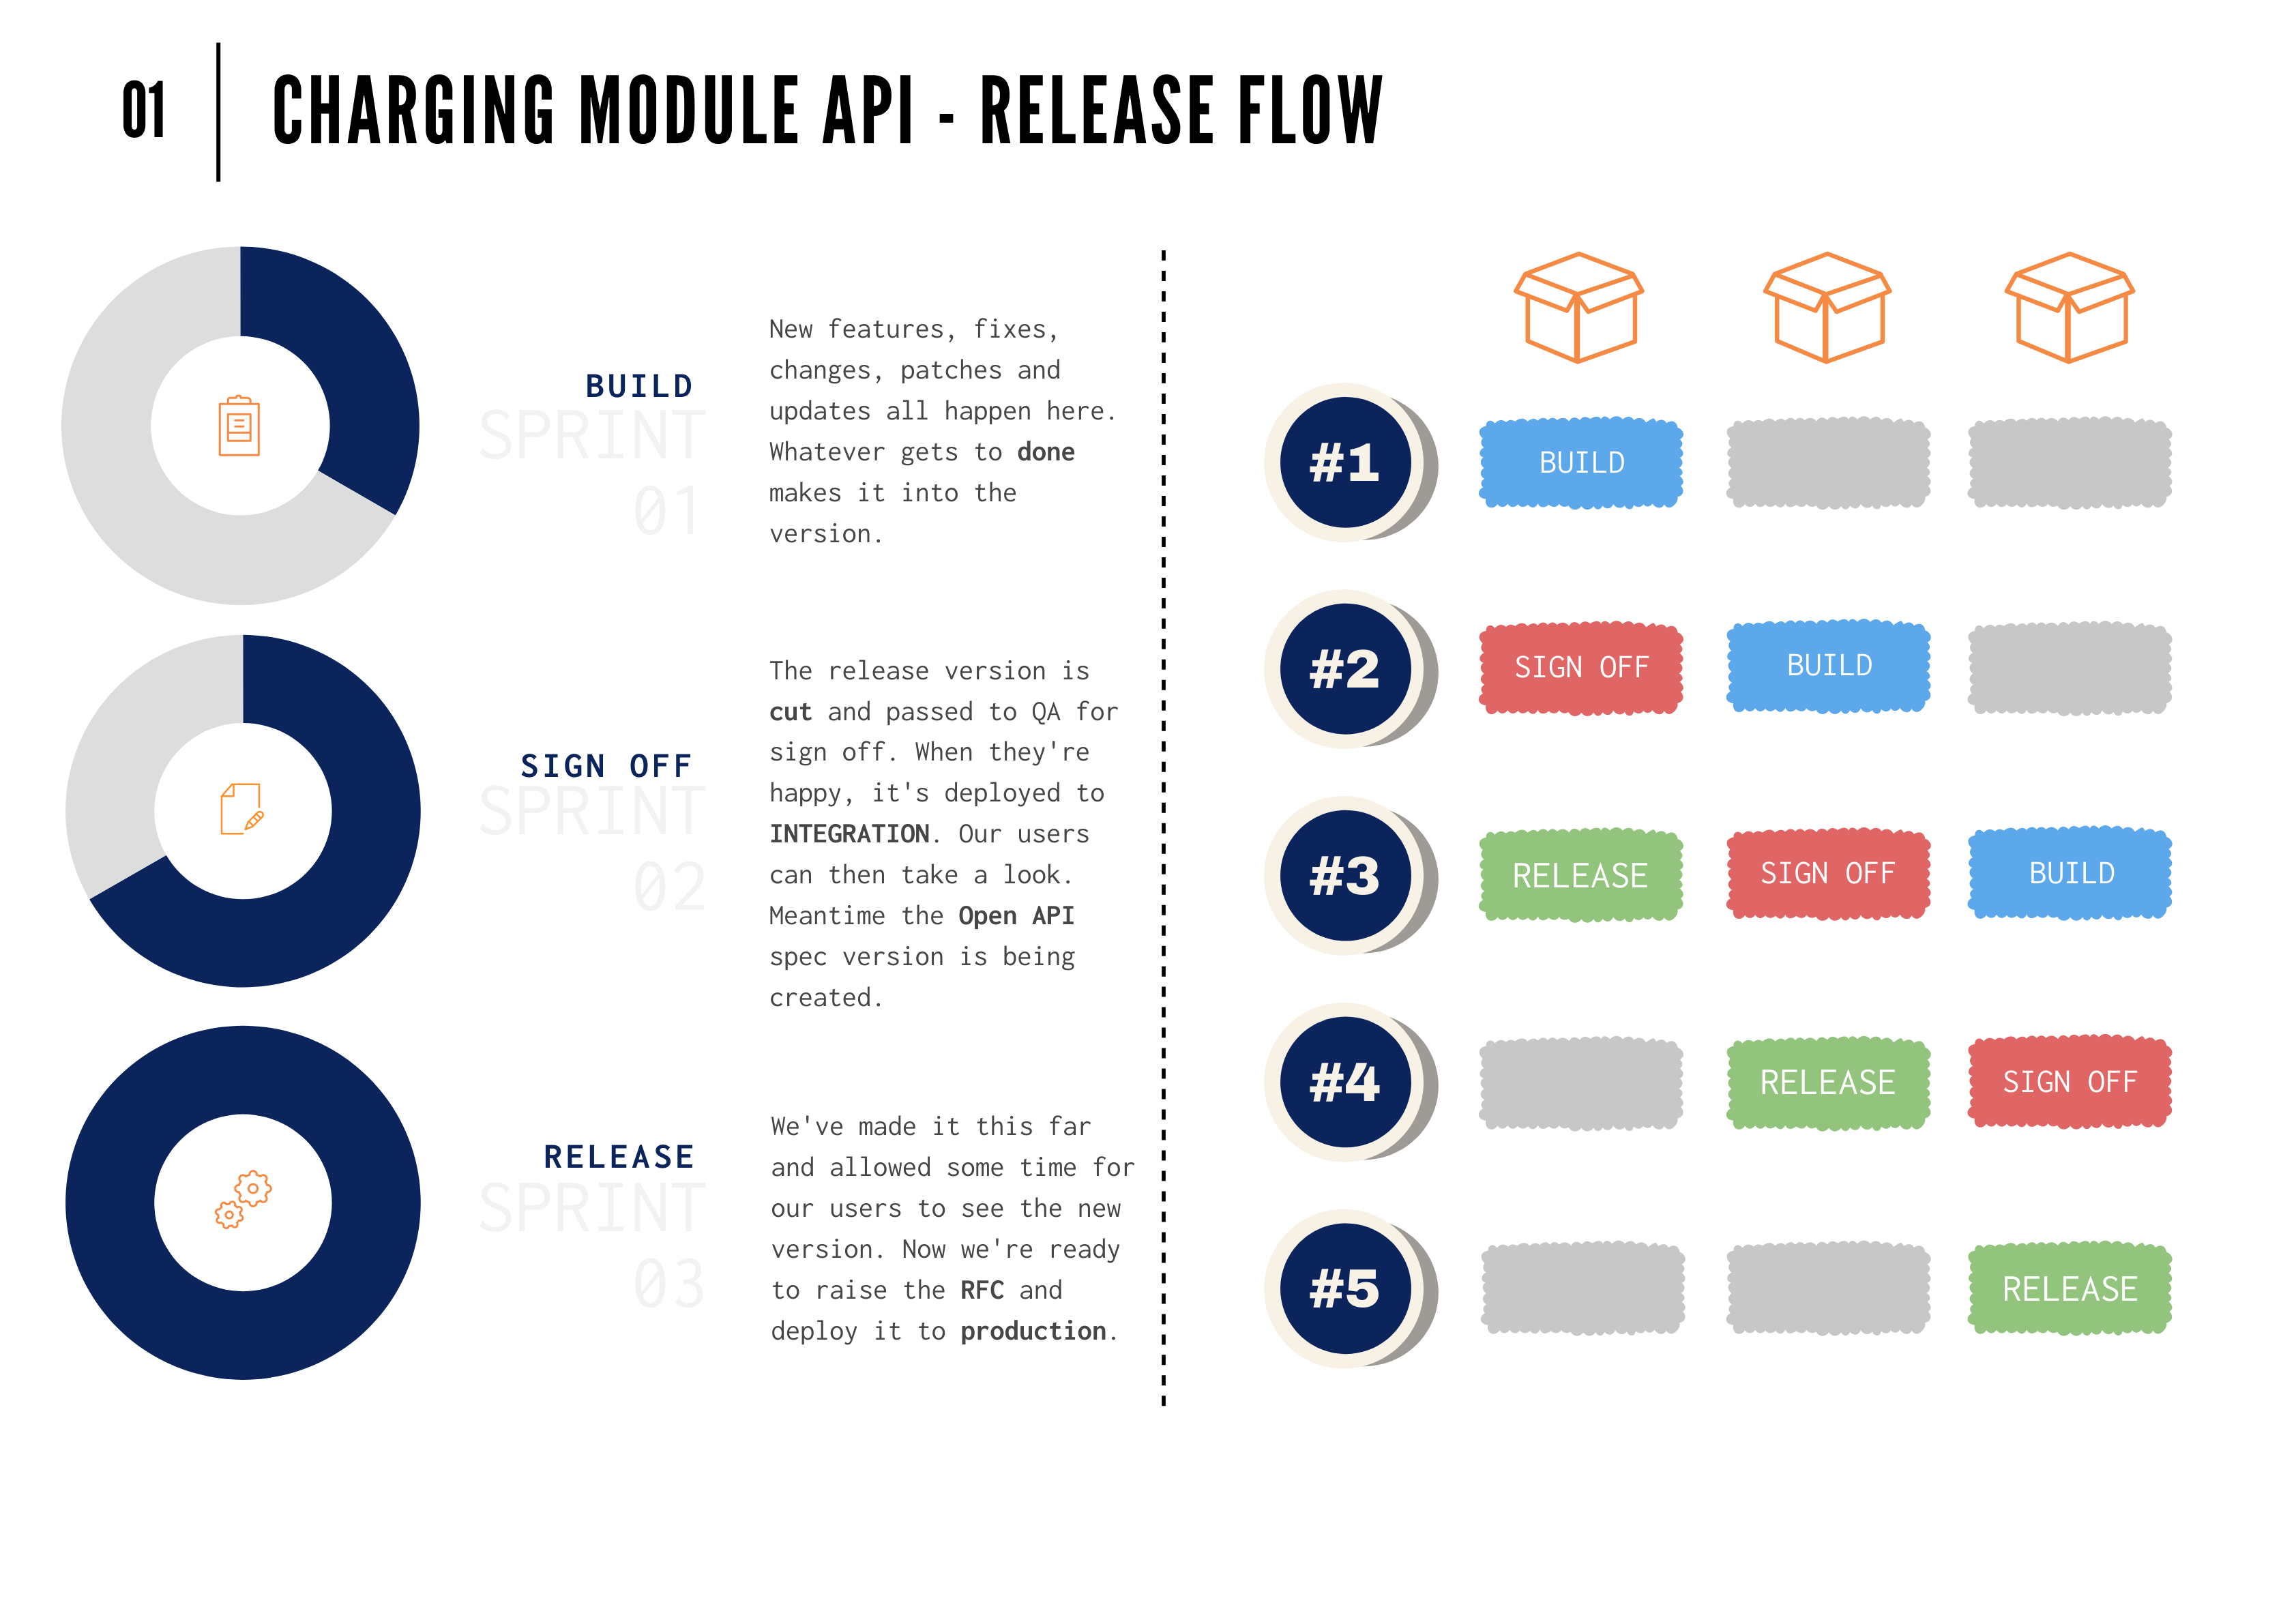 01
CHARGING MODULE API - RELEASE FLOW
BUILD
SPRINT
01
New features, fixes,
changes, patches and
updates all happen here.
Whatever gets to done
makes it into the
version.
SIGN OFF
SPRINT
02
The release version is
cut and passed to QA for
sign off. When they're
happy, it's deployed to
INTEGRATION. Our users
can then take a look.
Meantime the Open API
spec version is being
created.
RELEASE
SPRINT
03
We've made it this far
and allowed some time for
our users to see the new
version. Now we're ready
to raise the RFC and
deploy it to production.
#1
BUILD
#2
SIGN OFF
BUILD
#3
RELEASE
SIGN OFF
BUILD
#4
RELEASE
SIGN OFF
#5
RELEASE